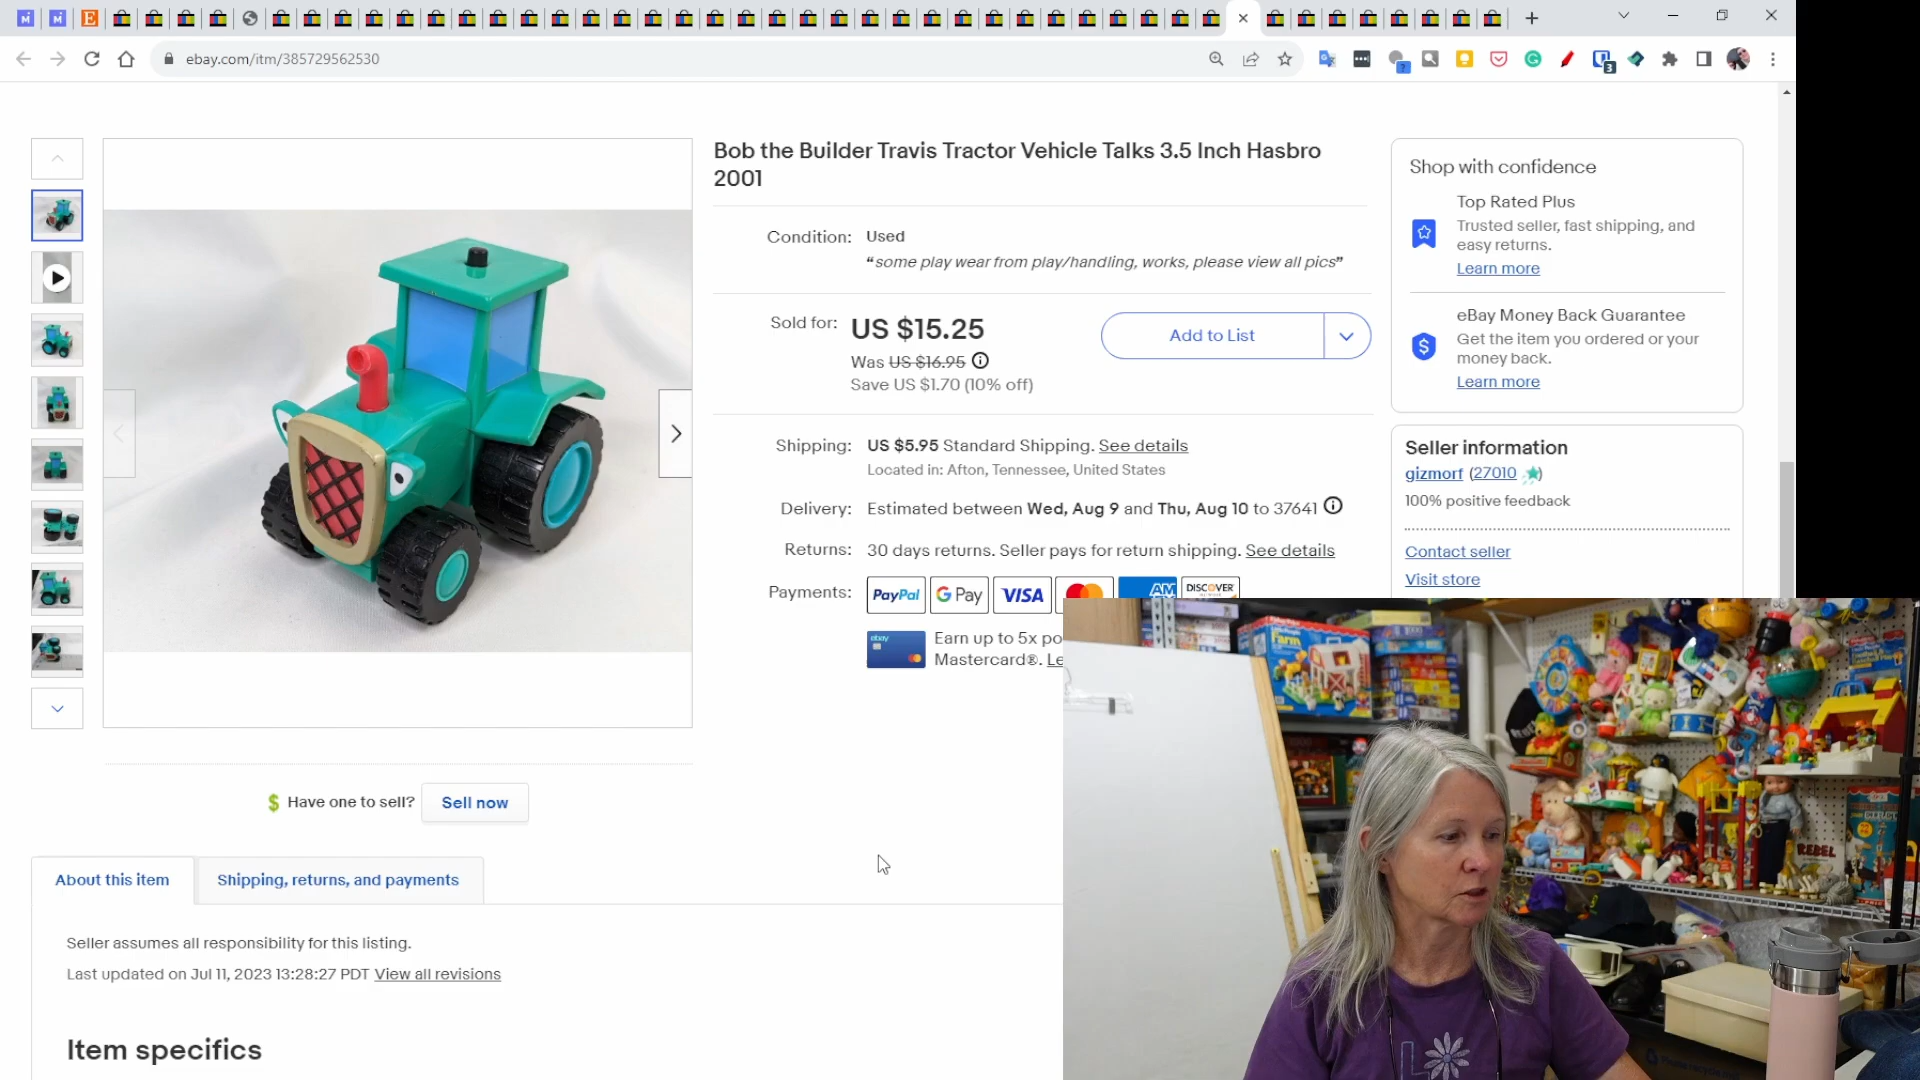 ebay.com/itm/385729562530
3
?
Bob the Builder Travis Tractor Vehicle Talks 3.5 Inch Hasbro
2001
Condition: Used
“some play wear from play/handling, works, please view all pics”
Sold for: US $15.25
Was US $16.95
Save US $1.70 (10% off)
Add to List
Shipping: US $5.95 Standard Shipping. See details
Located in: Afton, Tennessee, United States
Delivery: Estimated between Wed, Aug 9 and Thu, Aug 10 to 37641
Returns: 30 days returns. Seller pays for return shipping. See details
Payments: PayPal G Pay VISA AM DISCOVER
ebay
Earn up to 5x po
Mastercard®. Le
Shop with confidence
Top Rated Plus
Trusted seller, fast shipping, and
easy returns.
Learn more
eBay Money Back Guarantee
Get the item you ordered or your
money back.
Learn more
Seller information
gizmorf (27010)
100% positive feedback
Contact seller
Visit store
$ Have one to sell? Sell now
About this item
Shipping, returns, and payments
Seller assumes all responsibility for this listing.
Last updated on Jul 11, 2023 13:28:27 PDT View all revisions
Item specifics
Farm
REBEL